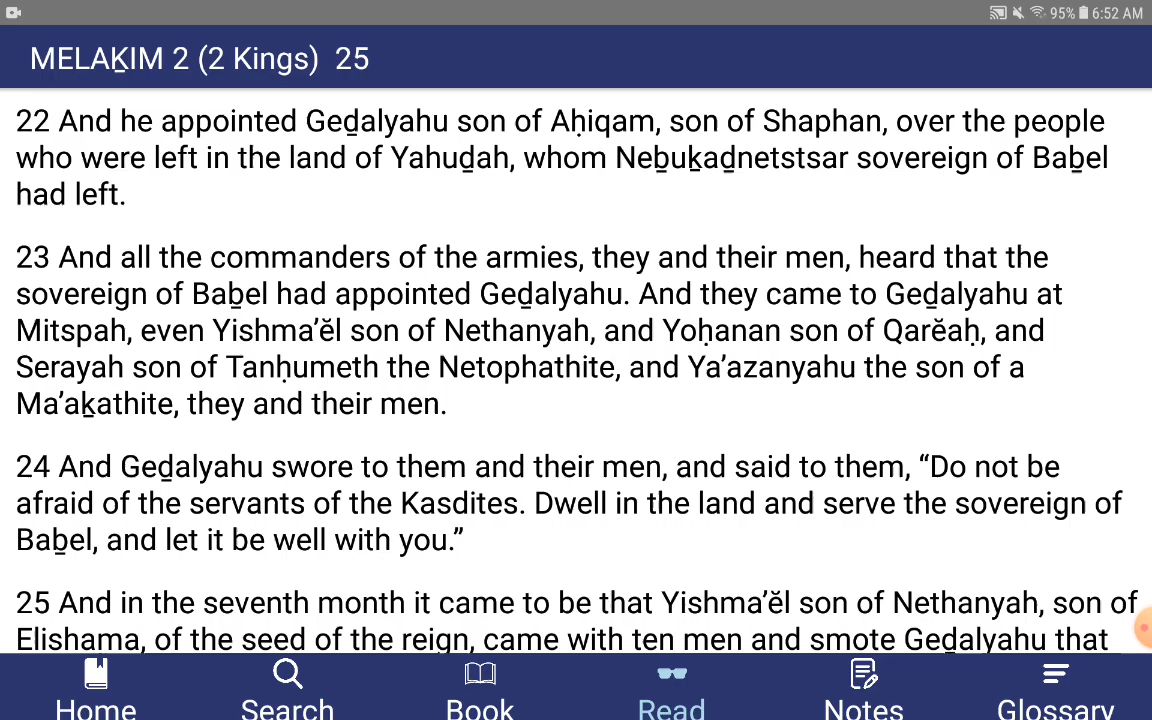 95% 6:52 AM
MELAḴIM 2 (2 Kings) 25
22 And he appointed Geḏalyahu son of Aḥiqam, son of Shaphan, over the people
who were left in the land of Yahuḏah, whom Neḇuḵaḏnetstsar sovereign of Baḇel
had left.
23 And all the commanders of the armies, they and their men, heard that the
sovereign of Baḇel had appointed Geḏalyahu. And they came to Geḏalyahu at
Mitspah, even Yishma’ĕl son of Nethanyah, and Yoḥanan son of Qarĕaḥ, and
Serayah son of Tanḥumeth the Netophathite, and Ya’azanyahu the son of a
Ma’aḵathite, they and their men.
24 And Geḏalyahu swore to them and their men, and said to them, “Do not be
afraid of the servants of the Kasdites. Dwell in the land and serve the sovereign of
Baḇel, and let it be well with you.”
25 And in the seventh month it came to be that Yishma’ĕl son of Nethanyah, son of
Elishama, of the seed of the reign, came with ten men and smote Geḏalyahu that
Home Search Book Read Notes Glossary